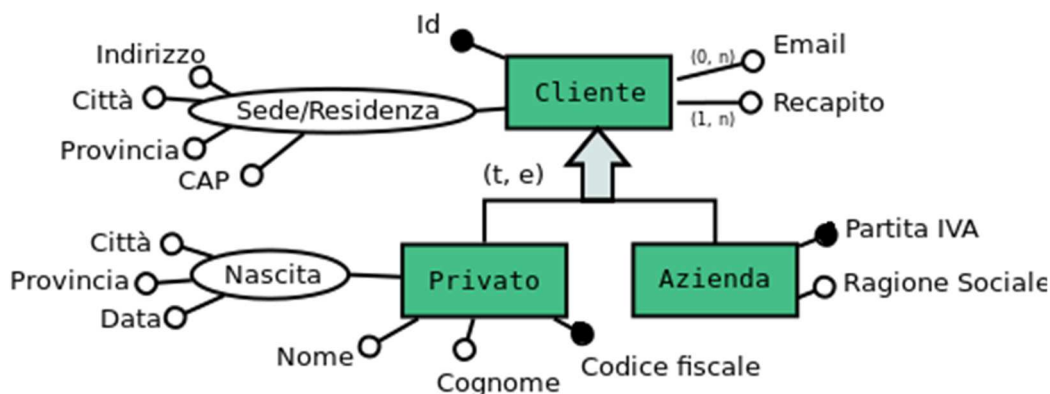 Id
Indirizzo
Città
Sede/Residenza
Provincia
CAP
Cliente
(0, n)
Email
(1, n)
Recapito
(t, e)
Città
Provincia
Data
Nascita
Privato
Nome
Cognome
Codice fiscale
Azienda
Partita IVA
Ragione Sociale